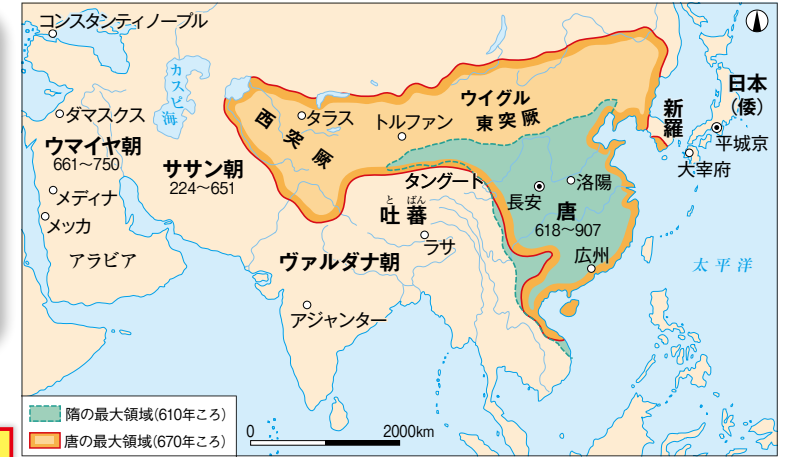 コンスタンティノープル
カスピ海
ダマスクス
ウマイヤ朝
661～750
メディナ
メッカ
アラビア
ササン朝
224～651
西突厥
タラス
トルファン
ウイグル
東突厥
タングート
とばん
吐蕃
ラサ
ヴァルダナ朝
アジャンター
長安
洛陽
唐
618～907
広州
新羅
日本
(倭)
平城京
大宰府
太平洋
隋の最大領域(610年ころ)
唐の最大領域(670年ころ)
0 2000km